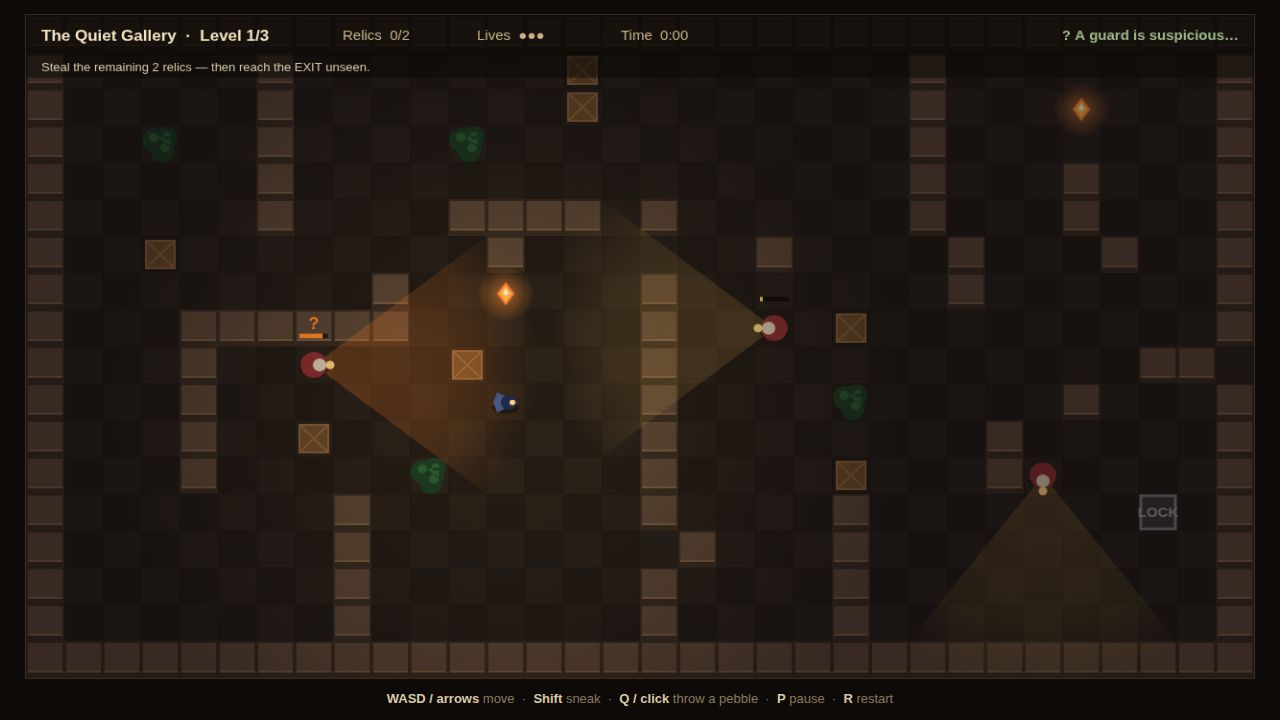 The Quiet Gallery · Level 1/3 Relics 0/2 Lives ●●● Time 0:00 ? A guard is suspicious…
Steal the remaining 2 relics — then reach the EXIT unseen.
?
LOCK
WASD / arrows move · Shift sneak · Q / click throw a pebble · P pause · R restart